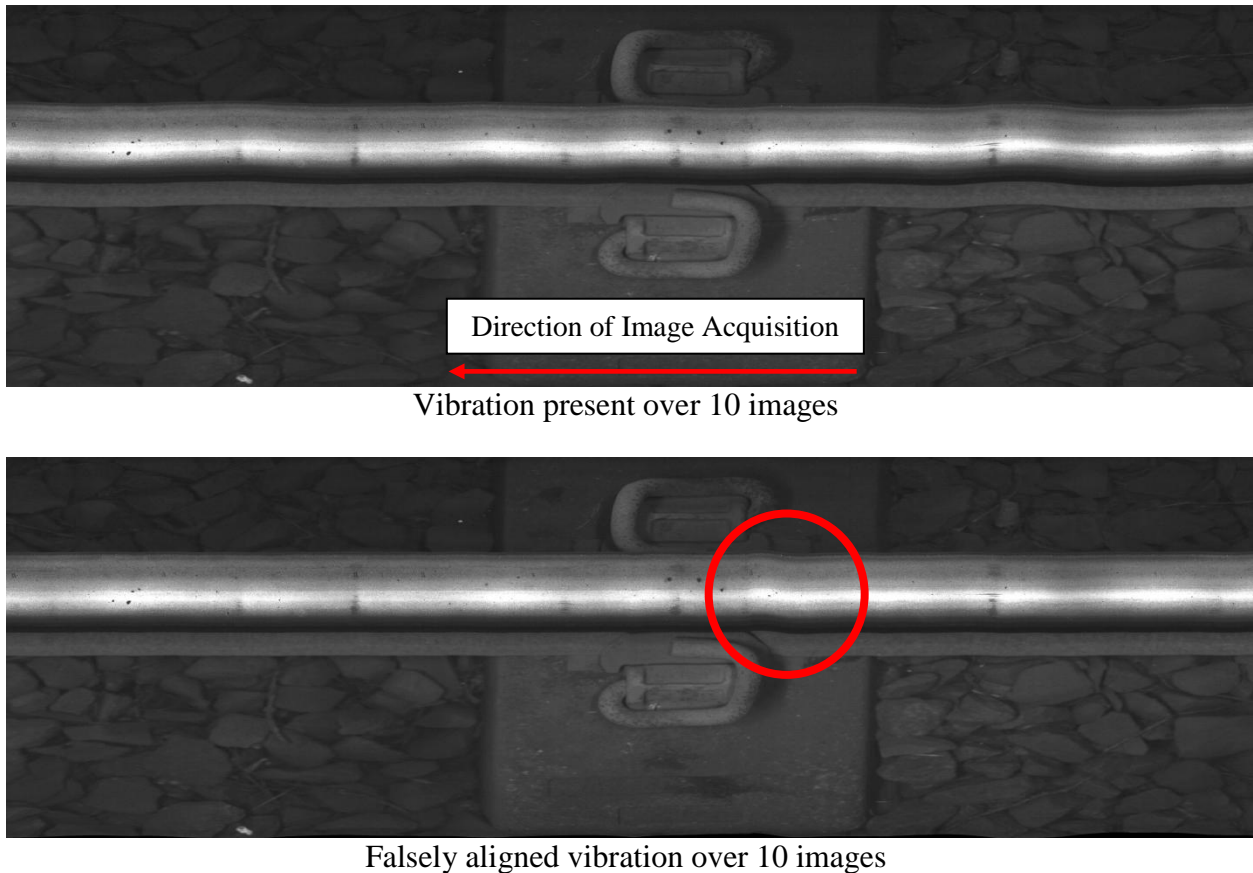 Direction of Image Acquisition
Vibration present over 10 images
Falsely aligned vibration over 10 images